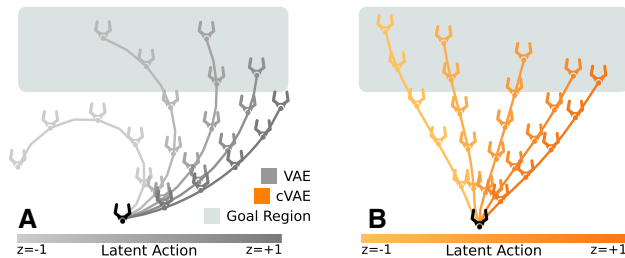 VAE
cVAE
Goal Region
A
z=-1 Latent Action z=+1
B
z=-1 Latent Action z=+1